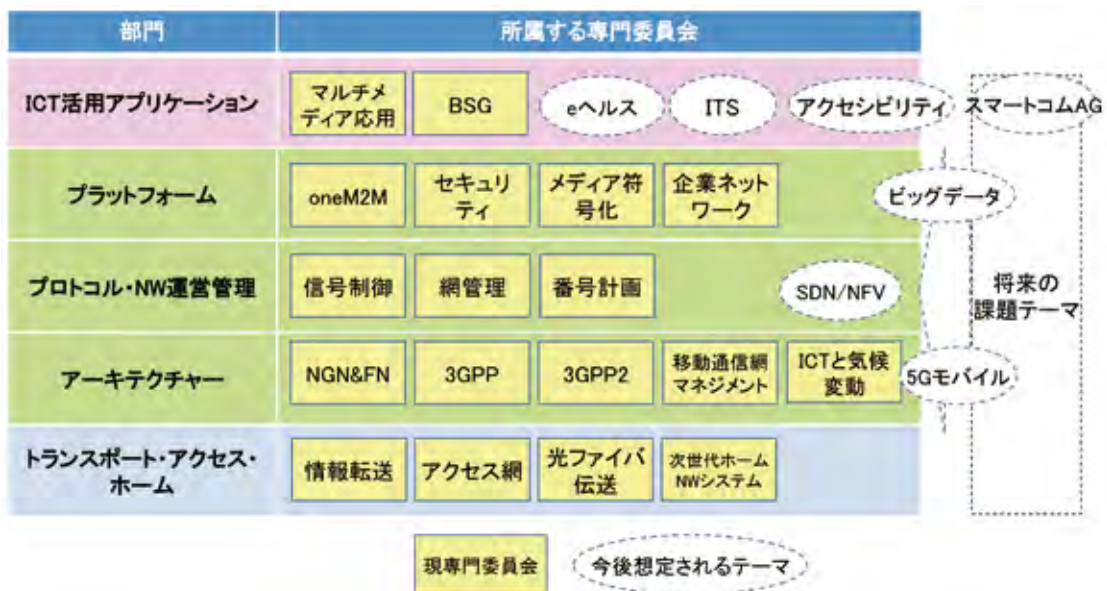 部門
所属する専門委員会
ICT活用アプリケーション
マルチメ
ディア応用
BSG
eヘルス
ITS
アクセシビリティ
スマートコムAG
プラットフォーム
oneM2M
セキュリ
ティ
メディア符
号化
企業ネット
ワーク
ビッグデータ
プロトコル・NW運営管理
信号制御
網管理
番号計画
SDN/NFV
将来の
課題テーマ
アーキテクチャー
NGN&FN
3GPP
3GPP2
移動通信網
マネジメント
ICTと気候
変動
5Gモバイル
トランスポート・アクセス・
ホーム
情報転送
アクセス網
光ファイバ
伝送
次世代ホーム
NWシステム
現専門委員会
今後想定されるテーマ